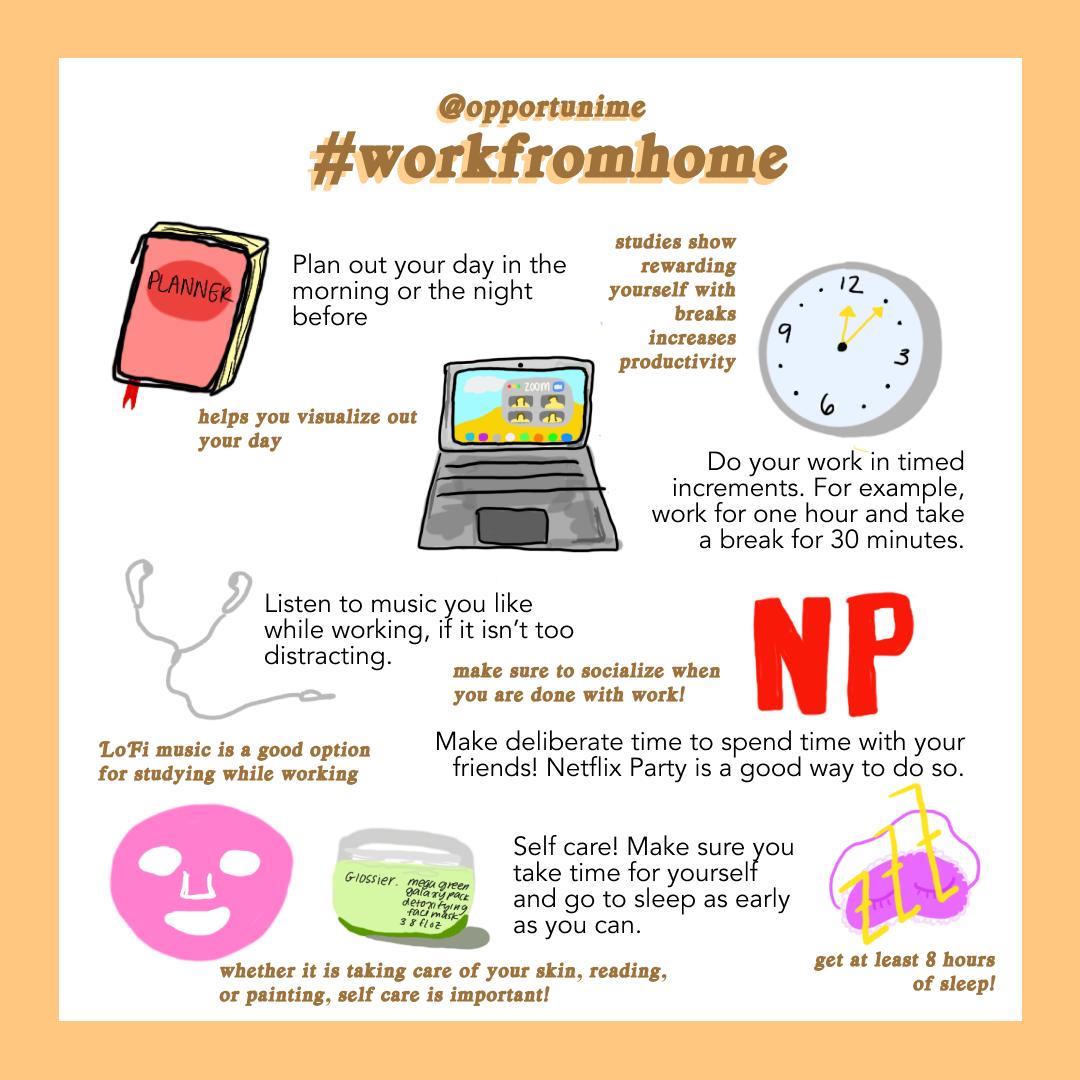 @opportunime
#workfromhome
PLANNER
Plan out your day in the
morning or the night
before
helps you visualize out
your day
studies show
rewarding
yourself with
breaks
increases
productivity
12
3
6
9
zoom
Do your work in timed
increments. For example,
work for one hour and take
a break for 30 minutes.
Listen to music you like
while working, if it isn't too
distracting.
LoFi music is a good option
for studying while working
make sure to socialize when
you are done with work!
NP
Make deliberate time to spend time with your
friends! Netflix Party is a good way to do so.
Glossier.
mega green
galaxy pack
detoxifying
face mask
3 8 fl oz
Self care! Make sure you
take time for yourself
and go to sleep as early
as you can.
whether it is taking care of your skin, reading,
or painting, self care is important!
ZZZ
get at least 8 hours
of sleep!